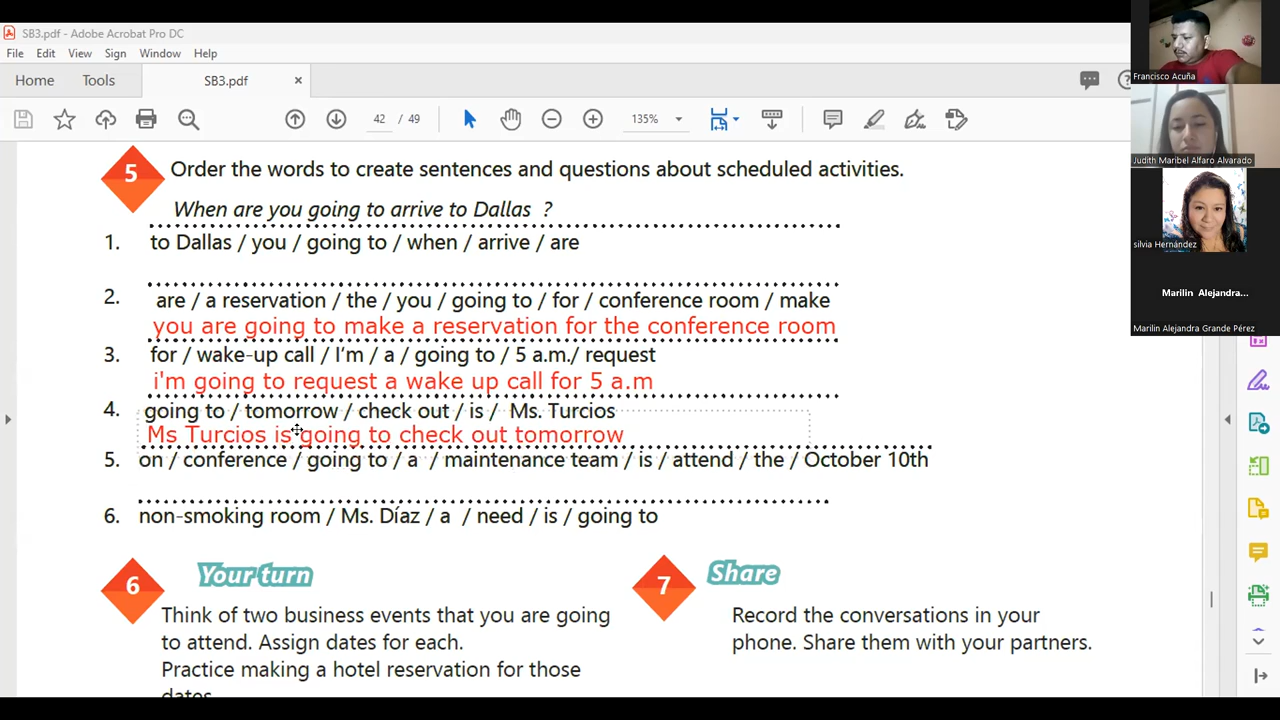 SB3.pdf - Adobe Acrobat Pro DC
File Edit View Sign Window Help
Home Tools SB3.pdf ×
42 / 49 135%
5 Order the words to create sentences and questions about scheduled activities.
When are you going to arrive to Dallas ?
1. to Dallas / you / going to / when / arrive / are
2. are / a reservation / the / you / going to / for / conference room / make
you are going to make a reservation for the conference room
3. for / wake-up call / I'm / a / going to / 5 a.m./ request
i'm going to request a wake up call for 5 a.m
4. going to / tomorrow / check out / is / Ms. Turcios
Ms Turcios is going to check out tomorrow
5. on / conference / going to / a / maintenance team / is / attend / the / October 10th
6. non-smoking room / Ms. Díaz / a / need / is / going to
6 Your turn
Think of two business events that you are going
to attend. Assign dates for each.
Practice making a hotel reservation for those
dates
7 Share
Record the conversations in your
phone. Share them with your partners.
Francisco Acuña
Judith Maribel Alfaro Alvarado
silvia Hernández
Marilin Alejandra...
Marilin Alejandra Grande Pérez